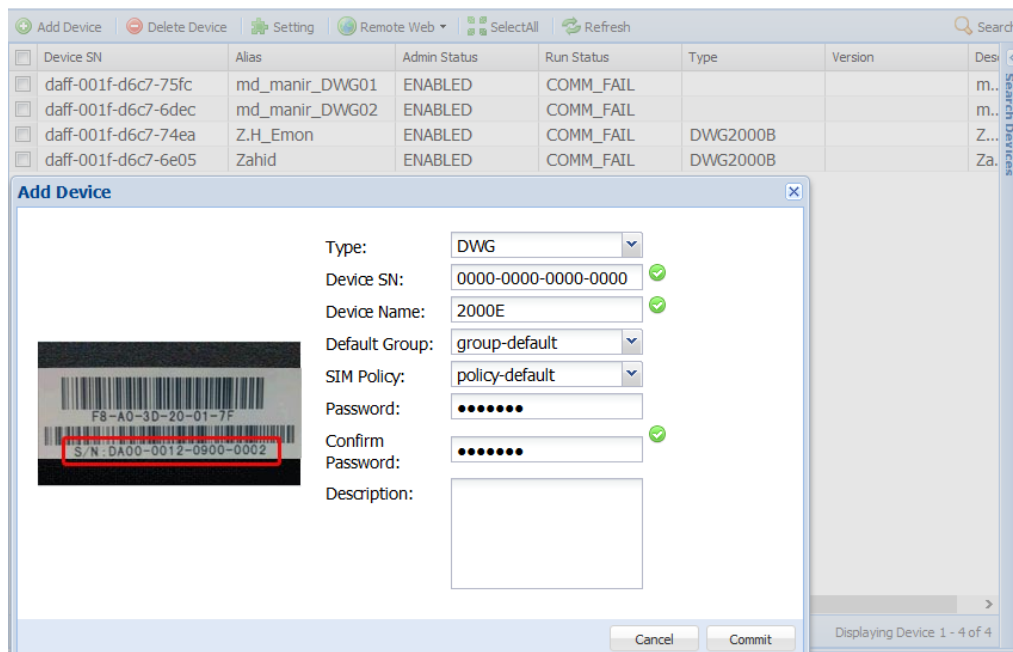 Add Device Delete Device Setting Remote Web SelectAll Refresh Search
Device SN Alias Admin Status Run Status Type Version Des
daff-001f-d6c7-75fc md_manir_DWG01 ENABLED COMM_FAIL m..
daff-001f-d6c7-6dec md_manir_DWG02 ENABLED COMM_FAIL m..
daff-001f-d6c7-74ea Z.H_Emon ENABLED COMM_FAIL DWG2000B Z...
daff-001f-d6c7-6e05 Zahid ENABLED COMM_FAIL DWG2000B Za.
Search Devices
Add Device
Type: DWG
Device SN: 0000-0000-0000-0000
Device Name: 2000E
Default Group: group-default
SIM Policy: policy-default
Password: ●●●●●●●
Confirm
Password: ●●●●●●●
Description:
F8-A0-3D-20-01-7F
S/N:DA00-0012-0900-0002
Cancel Commit
Displaying Device 1 - 4 of 4